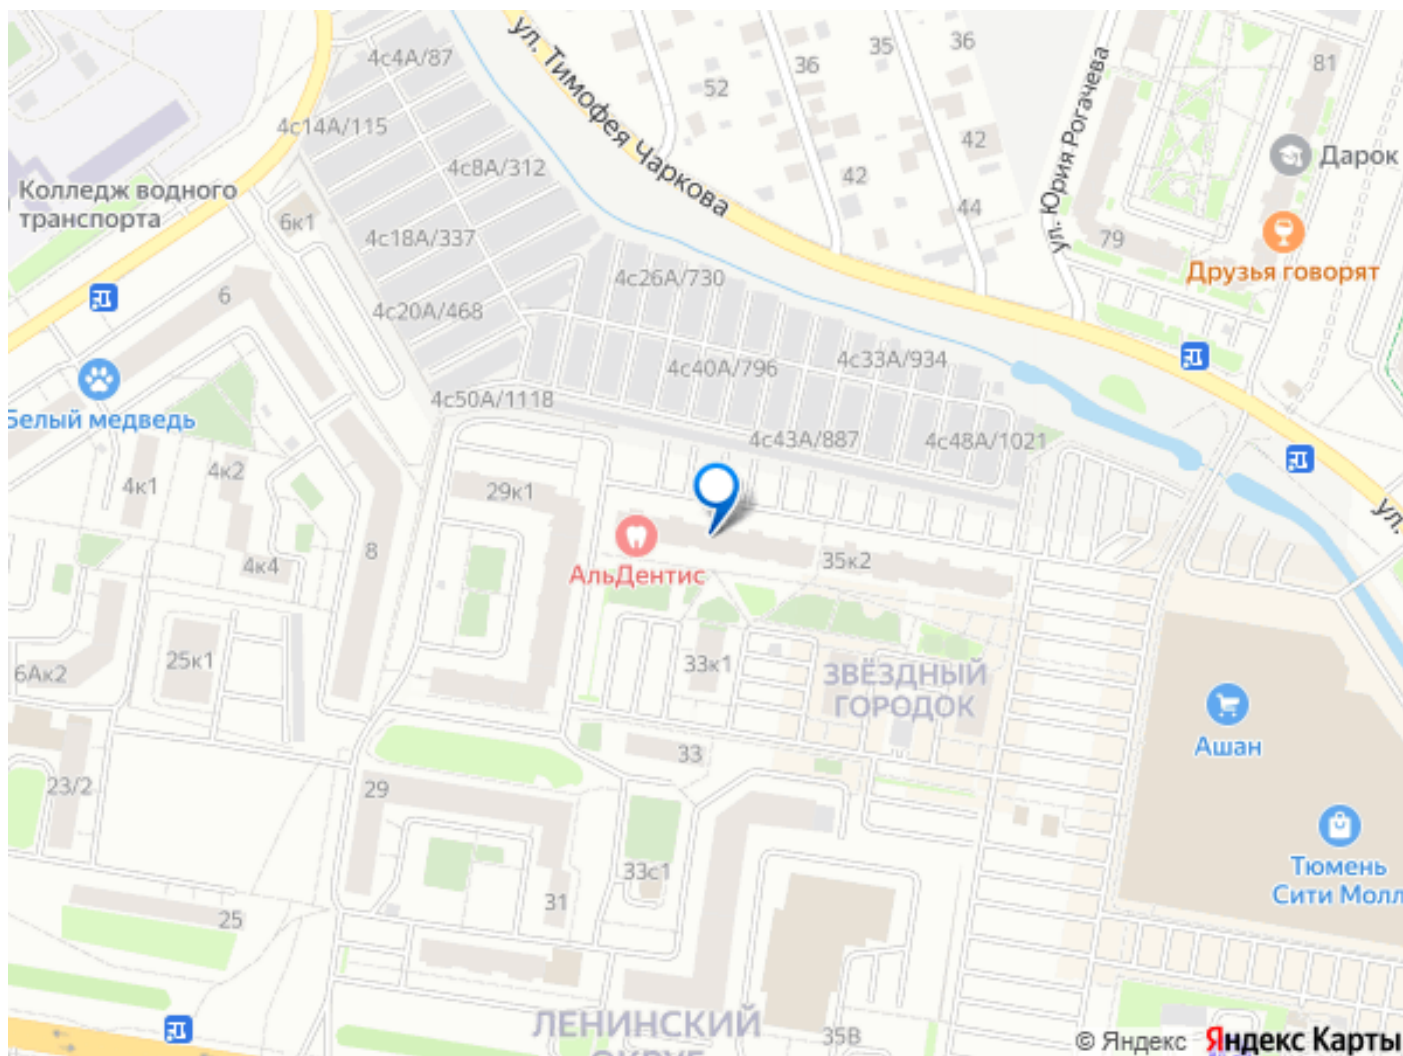 4с4А/87
ул. Тимофея Чаркова
52
36
35
36
81
ул. Юрия Рогачева
4с14А/115
4с8А/312
42
42
Дарок
Колледж водного
транспорта
6к1
4с18А/337
44
79
Друзья говорят
4с26А/730
6
4с20А/468
4с40А/796
4с33А/934
Белый медведь
4с50А/1118
4с43А/887
4с48А/1021
4к2
4к1
29к1
ул.
8
4к4
АльДентис
35к2
6Ак2
25к1
33к1
ЗВЁЗДНЫЙ
ГОРОДОК
Ашан
33
23/2
29
33с1
Тюмень
Сити Молл
31
25
ЛЕНИНСКИЙ
ОКРУГ
35В
© Яндекс Яндекс Карты